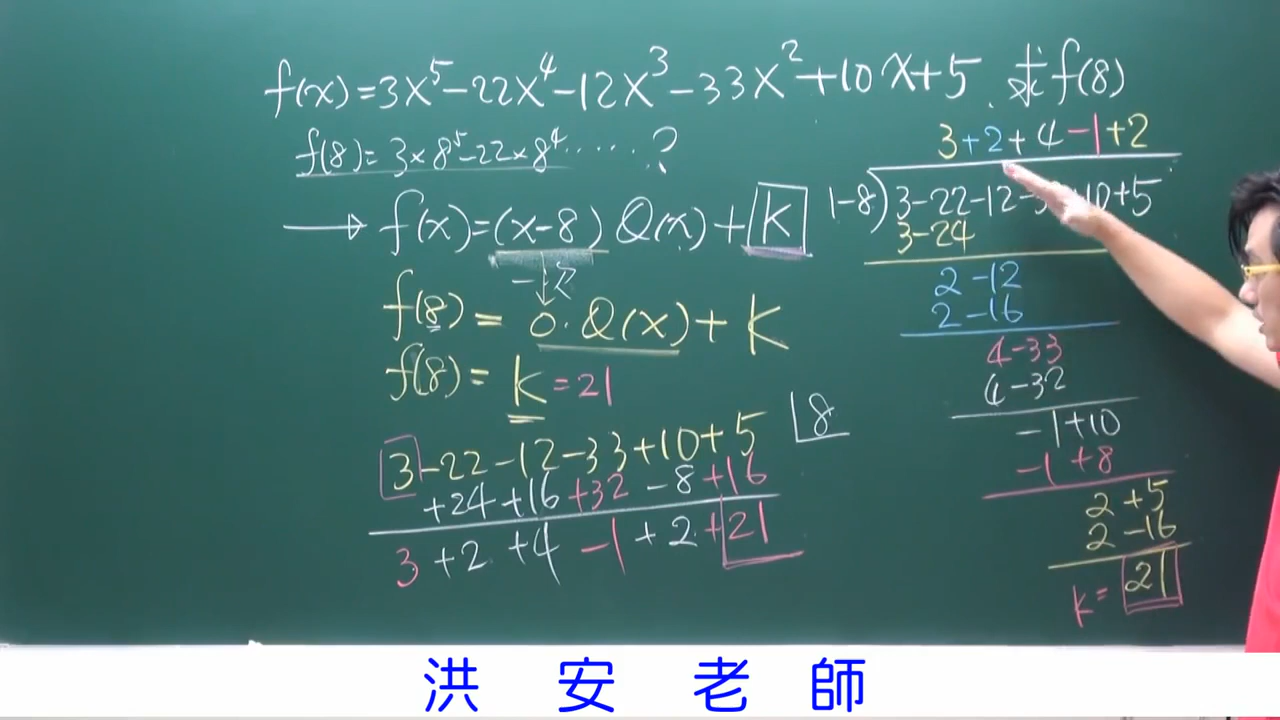 f(x)=3x⁵-22x⁴-12x³-33x²+10x+5. 求f(8)
f(8)=3×8⁵-22×8⁴......?
→ f(x)=(x-8)Q(x)+k
f(8)=0·Q(x)+k
f(8)=k=21
3-22-12-33+10+5 8
+24+16+32-8+16
3+2+4-1+2+21
3+2+4-1+2
1-8)3-22-12 10+5
3-24
2-12
2-16
4-33
4-32
-1+10
-1+8
2+5
2-16
k=21
洪 安 老 師